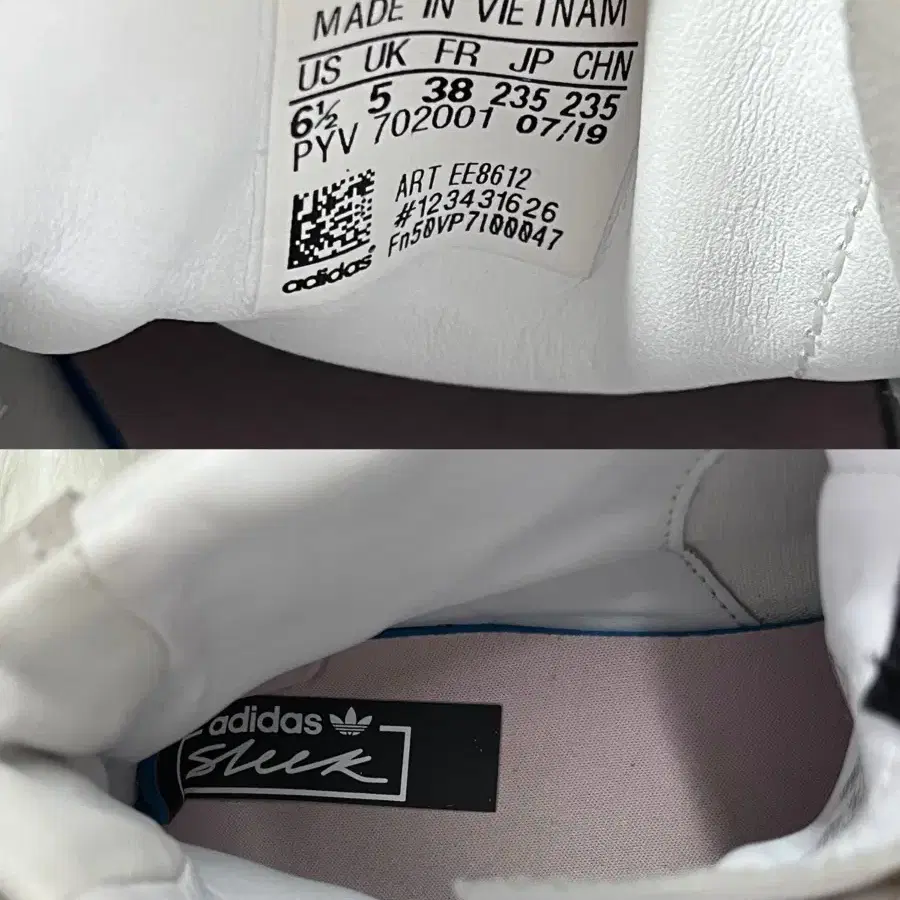 MADE IN VIETNAM
US UK FR JP CHN
6½ 5 38 235 235
PYV 702001 07/19
ART EE8612
#123431626
Fn50VP7l00047
adidas
adidas
Sleek